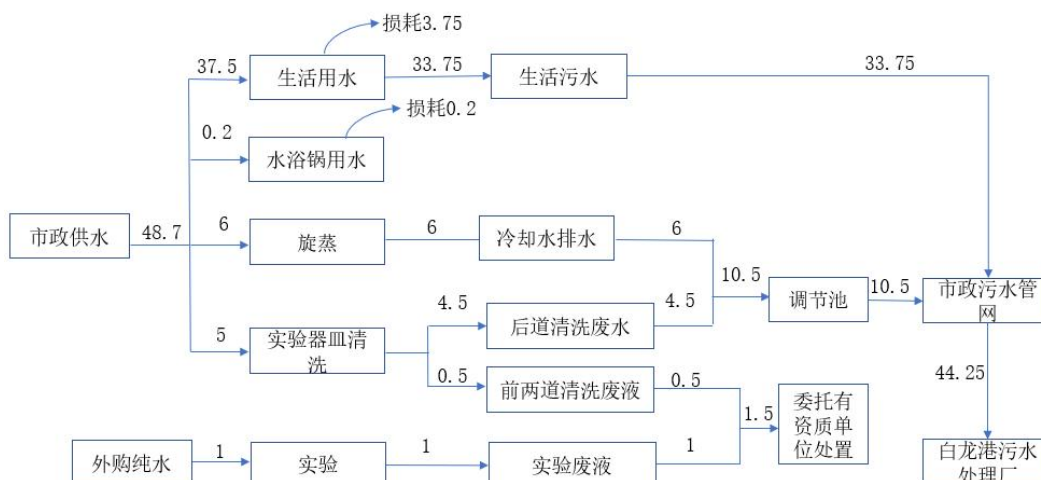 损耗3.75
37.5
生活用水
33.75
生活污水
33.75
损耗0.2
0.2
水浴锅用水
市政供水
48.7
6
旋蒸
6
冷却水排水
6
10.5
调节池
10.5
市政污水管
网
5
实验器皿清
洗
4.5
后道清洗废水
4.5
0.5
前两道清洗废液
0.5
1.5
委托有
资质单
位处置
44.25
外购纯水
1
实验
1
实验废液
1
白龙港污水
处理厂